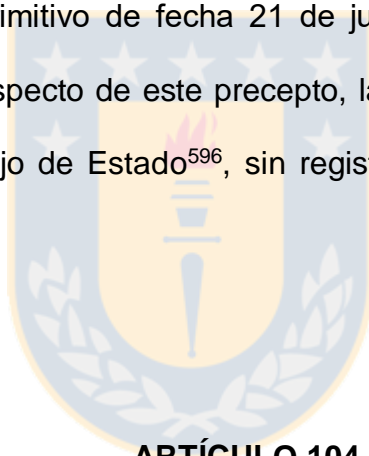 imitivo de fecha 21 de ju
specto de este precepto, la
jo de Estado596, sin regist
ARTÍCULO 104